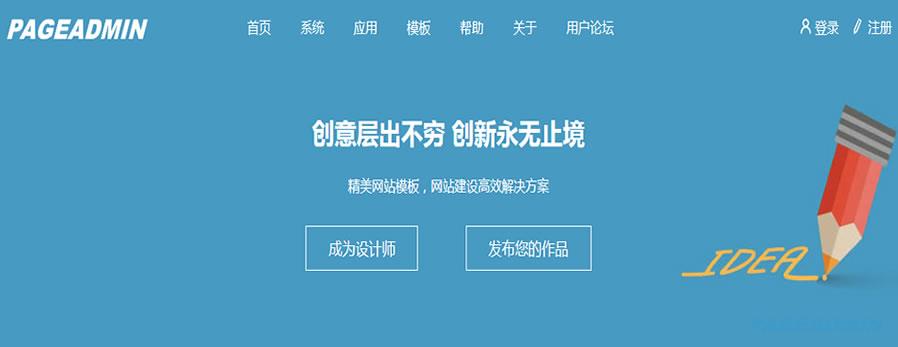 PAGEADMIN 首页 系统 应用 模板 帮助 关于 用户论坛 登录 注册
创意层出不穷 创新永无止境
精美网站模板，网站建设高效解决方案
成为设计师 发布您的作品
IDEA